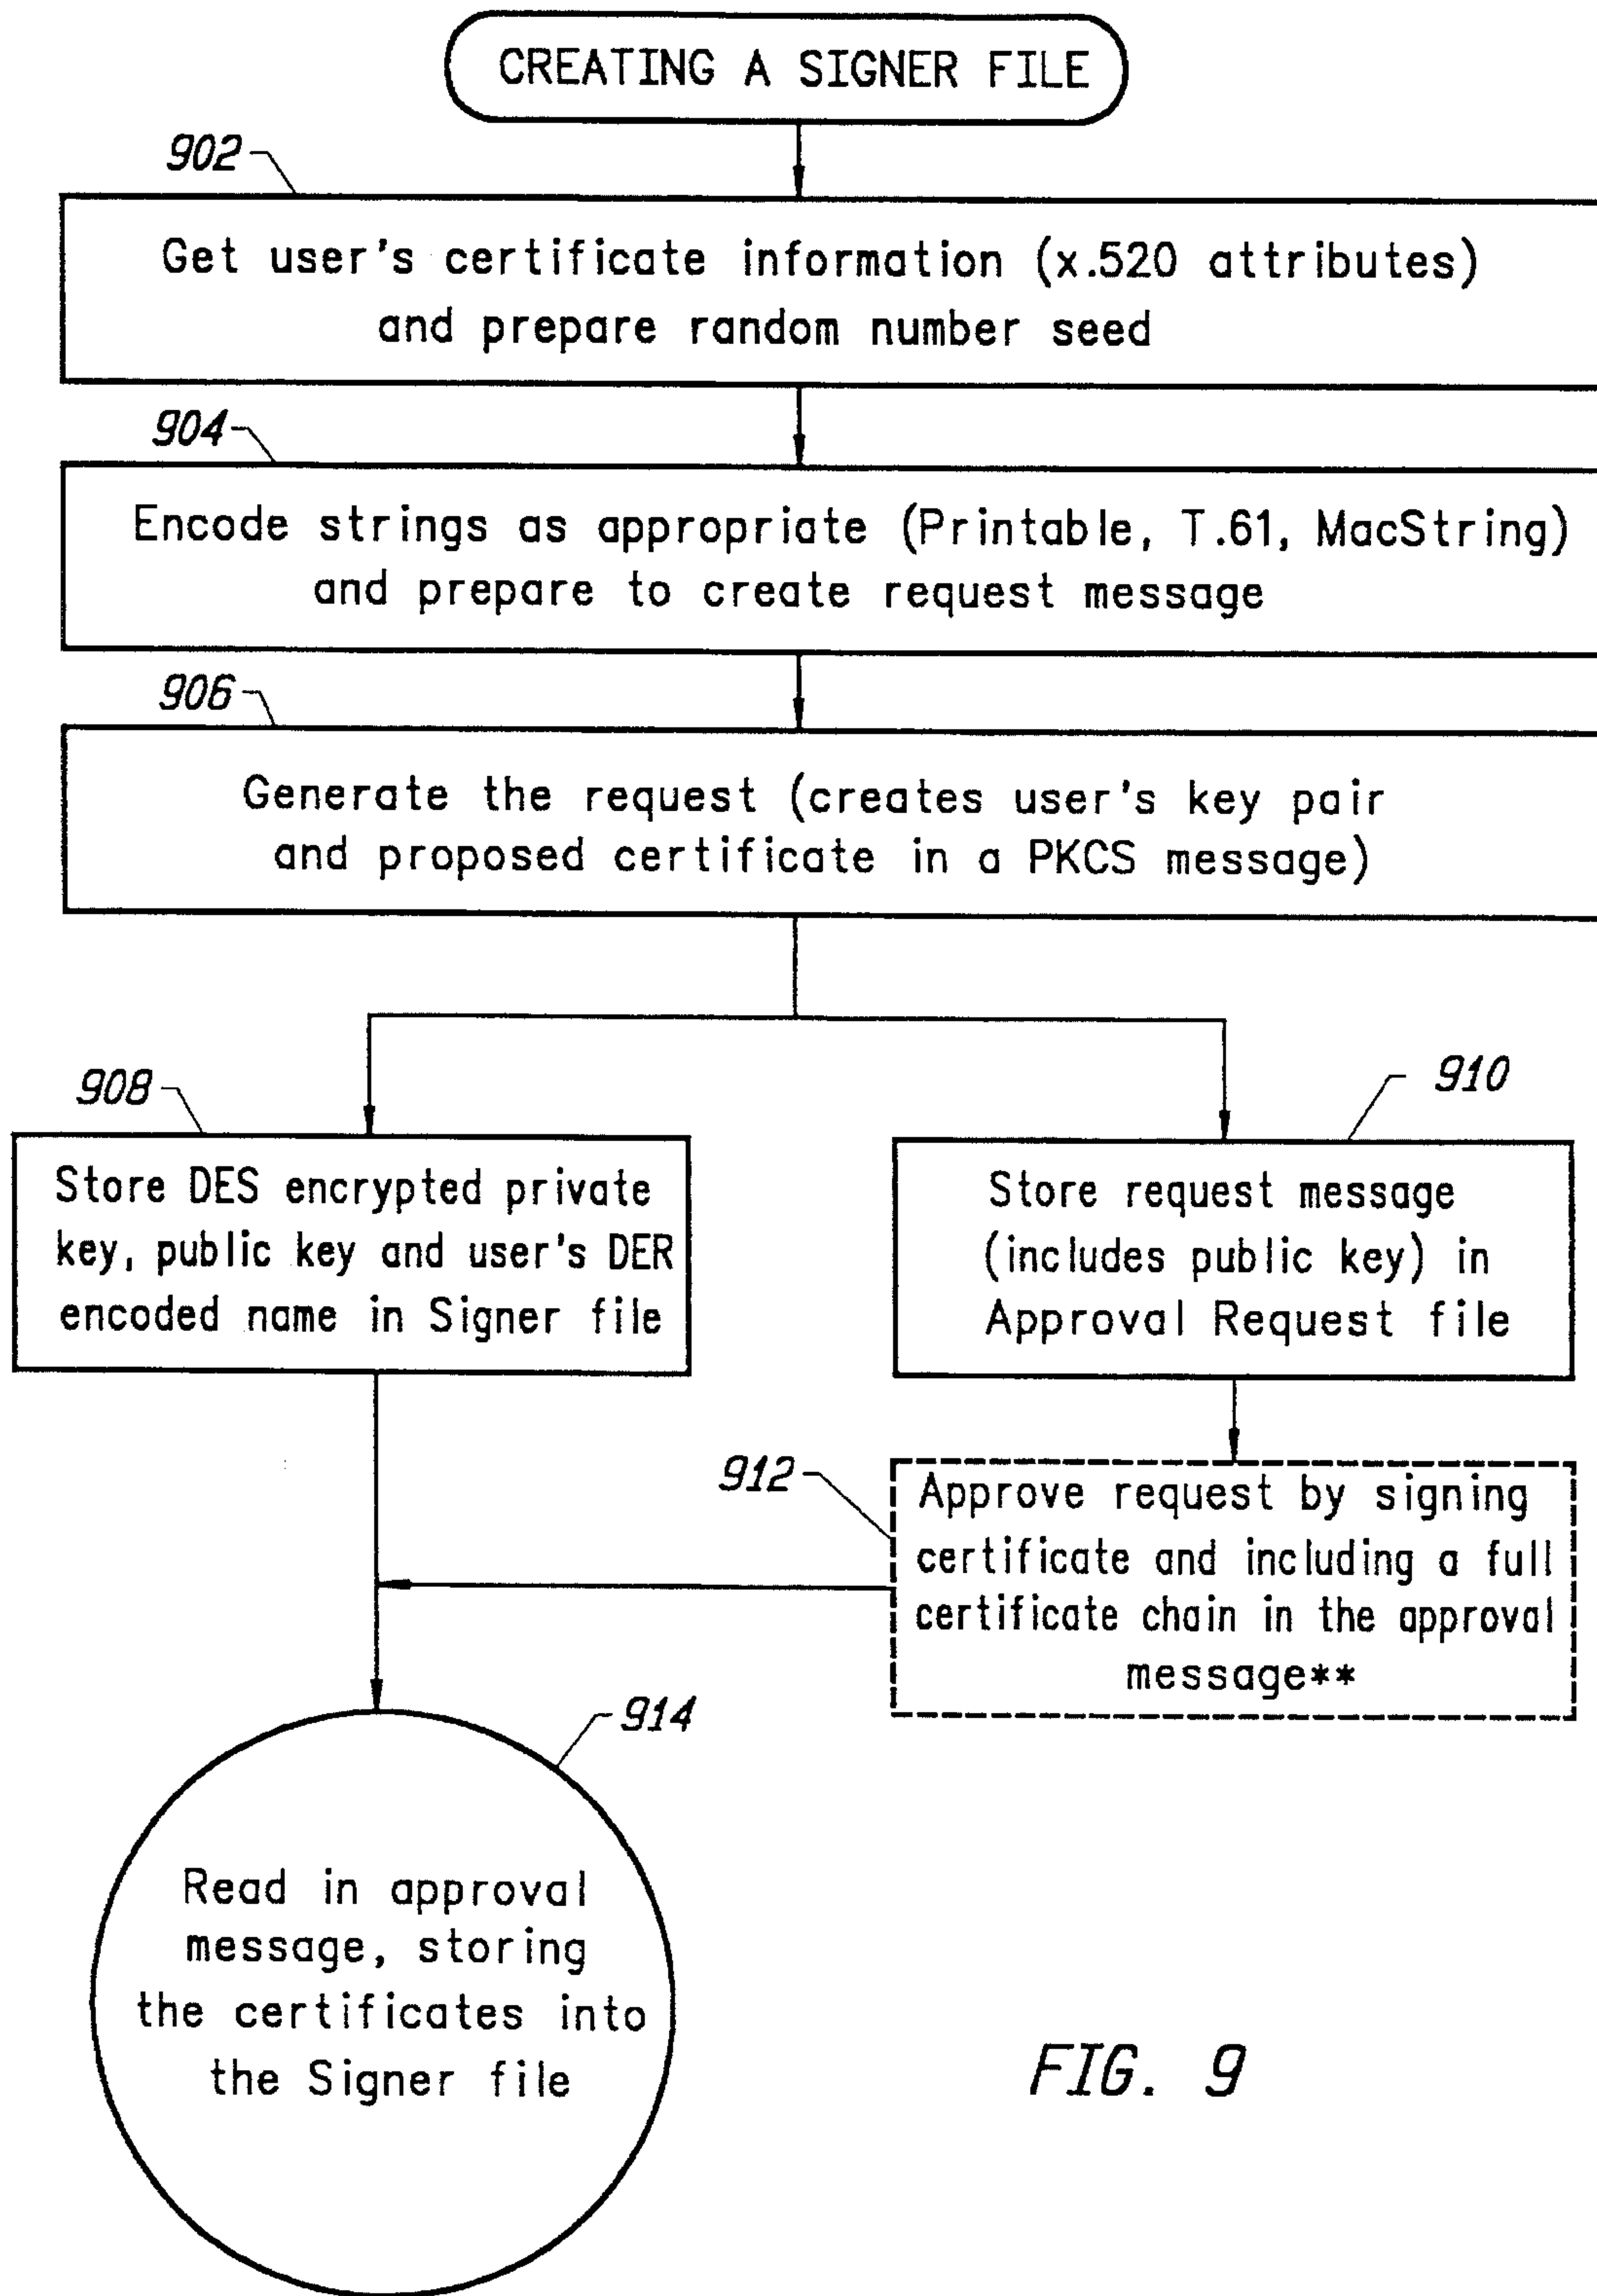 CREATING A SIGNER FILE
902
Get user's certificate information (x.520 attributes)
and prepare random number seed
904
Encode strings as appropriate (Printable, T.61, MacString)
and prepare to create request message
906
Generate the request (creates user's key pair
and proposed certificate in a PKCS message)
908
Store DES encrypted private
key, public key and user's DER
encoded name in Signer file
910
Store request message
(includes public key) in
Approval Request file
912
Approve request by signing
certificate and including a full
certificate chain in the approval
message**
914
Read in approval
message, storing
the certificates into
the Signer file
FIG. 9